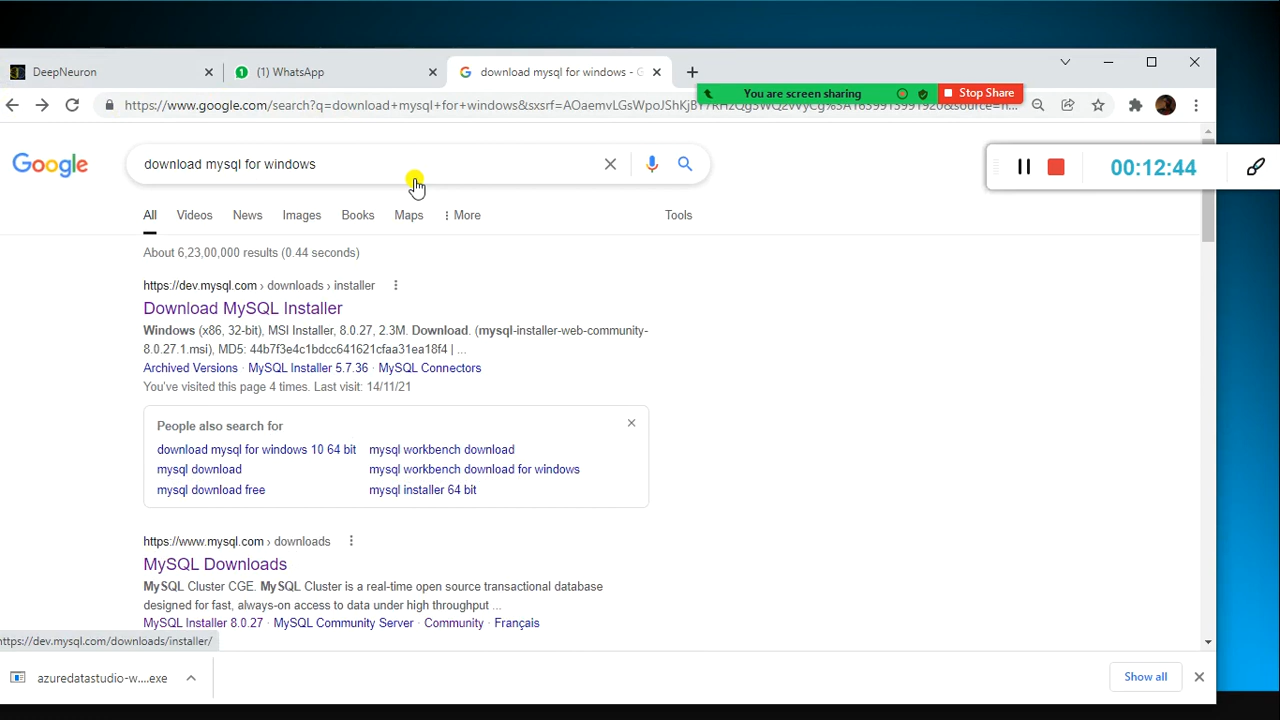 DeepNeuron
(1) WhatsApp
download mysql for windows - G
You are screen sharing
Stop Share
Google
download mysql for windows
00:12:44
All
Videos
News
Images
Books
Maps
More
Tools
About 6,23,00,000 results (0.44 seconds)
https://dev.mysql.com › downloads › installer
Download MySQL Installer
Windows (x86, 32-bit), MSI Installer, 8.0.27, 2.3M. Download. (mysql-installer-web-community-
8.0.27.1.msi), MD5: 44b7f3e4c1bdcc641621cfaa31ea18f4 | ...
Archived Versions · MySQL Installer 5.7.36 · MySQL Connectors
You've visited this page 4 times. Last visit: 14/11/21
People also search for
download mysql for windows 10 64 bit
mysql workbench download
mysql download
mysql workbench download for windows
mysql download free
mysql installer 64 bit
https://www.mysql.com › downloads
MySQL Downloads
MySQL Cluster CGE. MySQL Cluster is a real-time open source transactional database
designed for fast, always-on access to data under high throughput ...
MySQL Installer 8.0.27 · MySQL Community Server · Community · Français
https://dev.mysql.com/downloads/installer/
azuredatastudio-w....exe
Show all